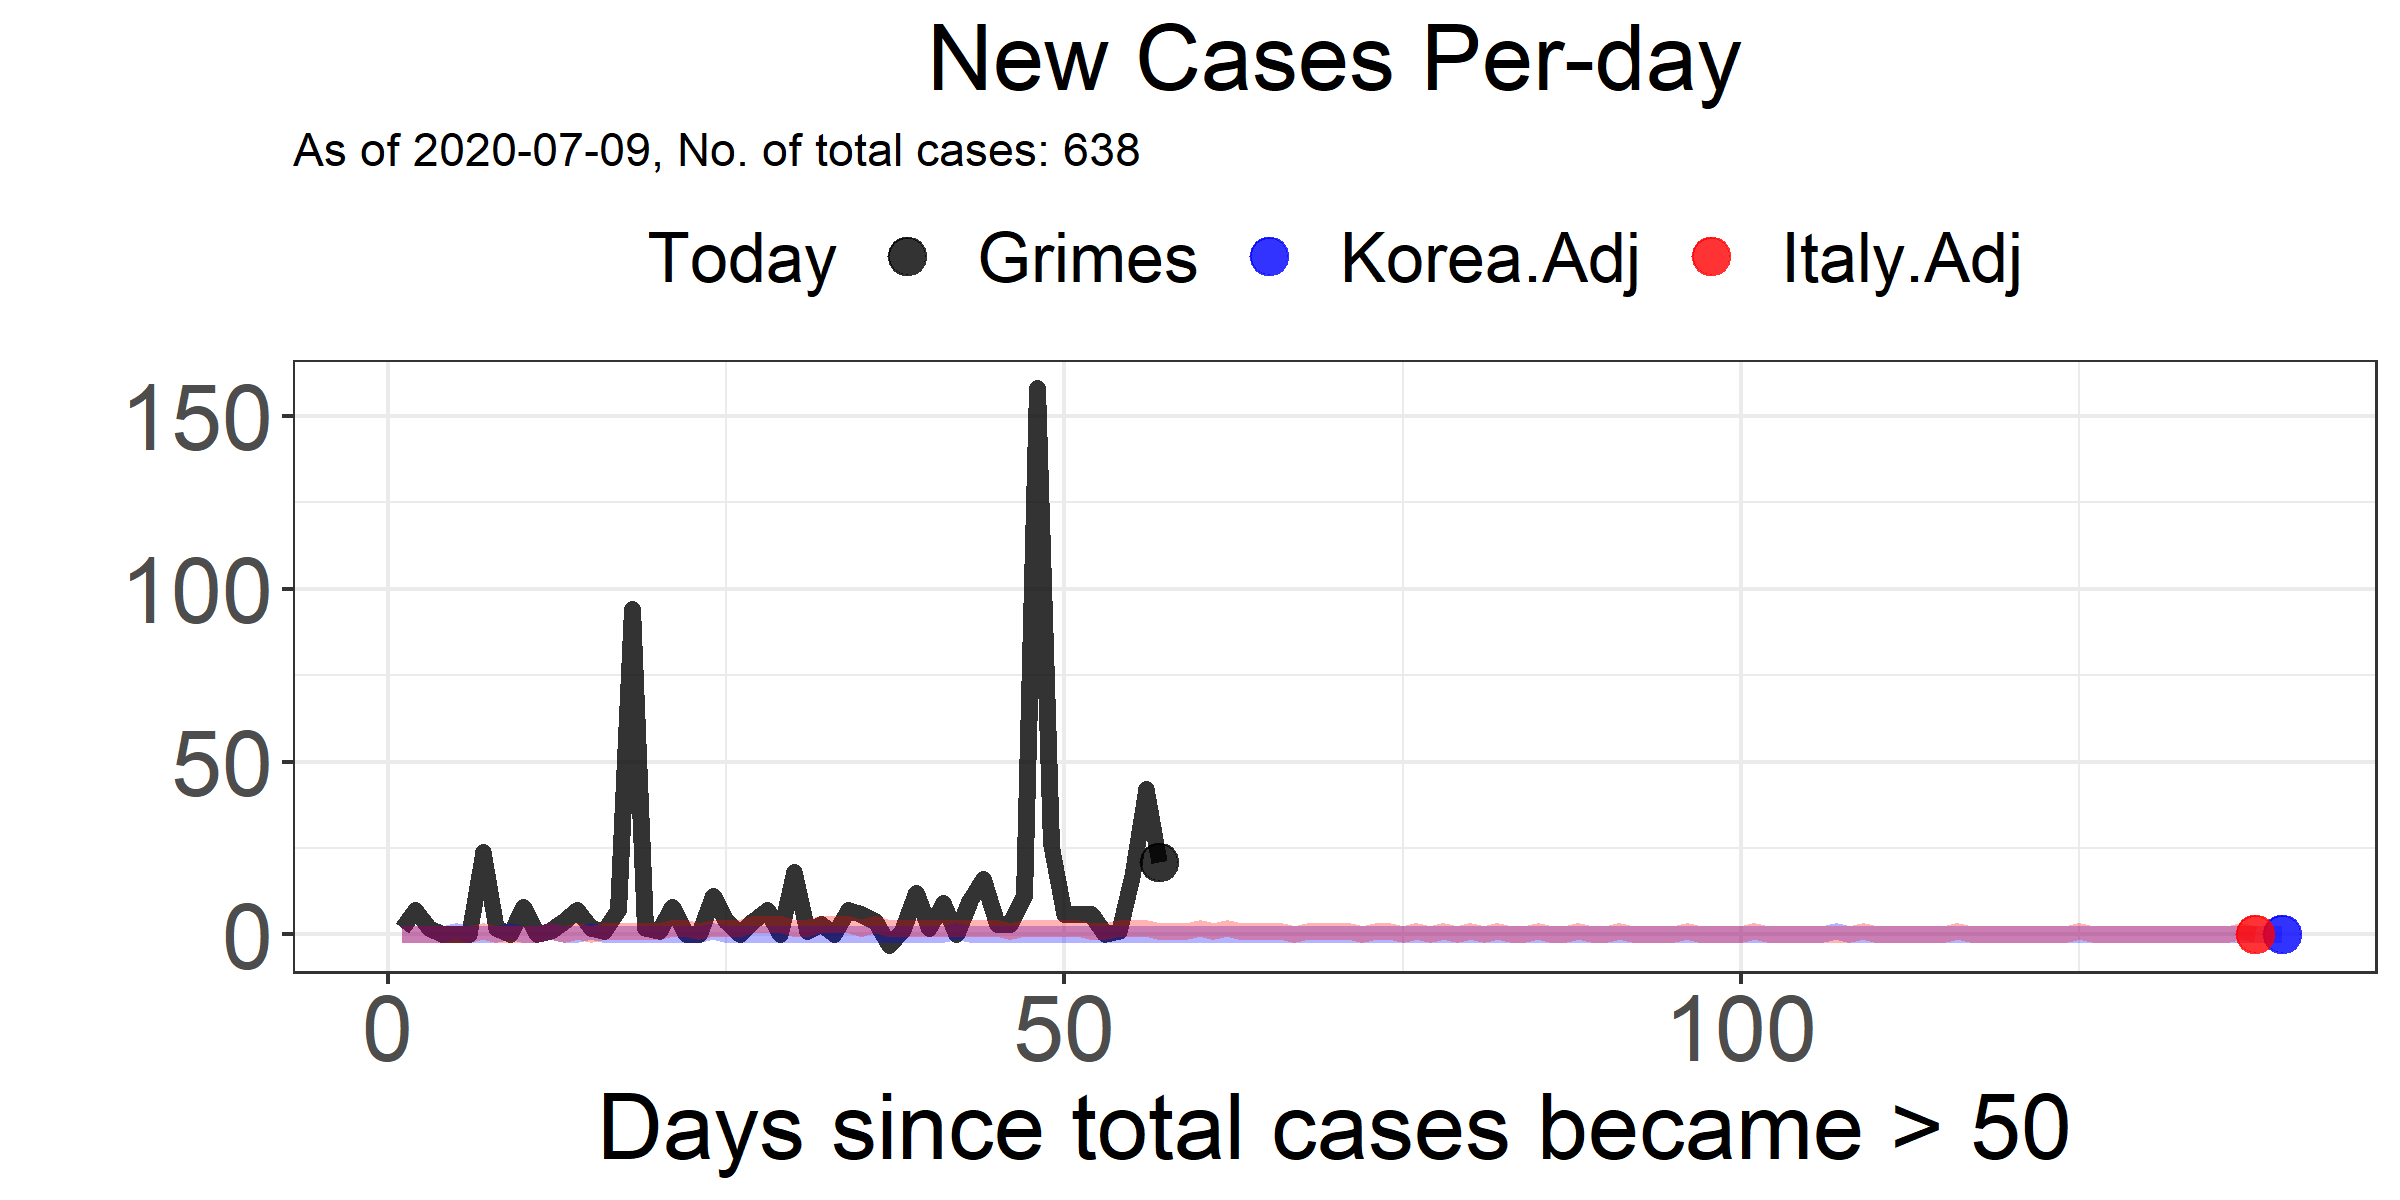 New Cases Per-day
As of 2020-07-09, No. of total cases: 638
Today Grimes Korea.Adj Italy.Adj
150
100
50
0
0 50 100
Days since total cases became > 50